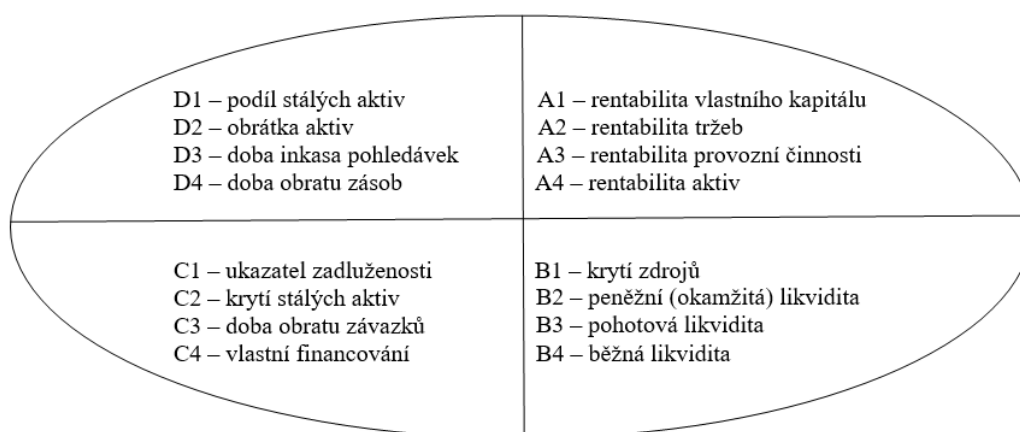 D1 – podíl stálých aktiv
D2 – obrátka aktiv
D3 – doba inkasa pohledávek
D4 – doba obratu zásob
A1 – rentabilita vlastního kapitálu
A2 – rentabilita tržeb
A3 – rentabilita provozní činnosti
A4 – rentabilita aktiv
C1 – ukazatel zadluženosti
C2 – krytí stálých aktiv
C3 – doba obratu závazků
C4 – vlastní financování
B1 – krytí zdrojů
B2 – peněžní (okamžitá) likvidita
B3 – pohotová likvidita
B4 – běžná likvidita